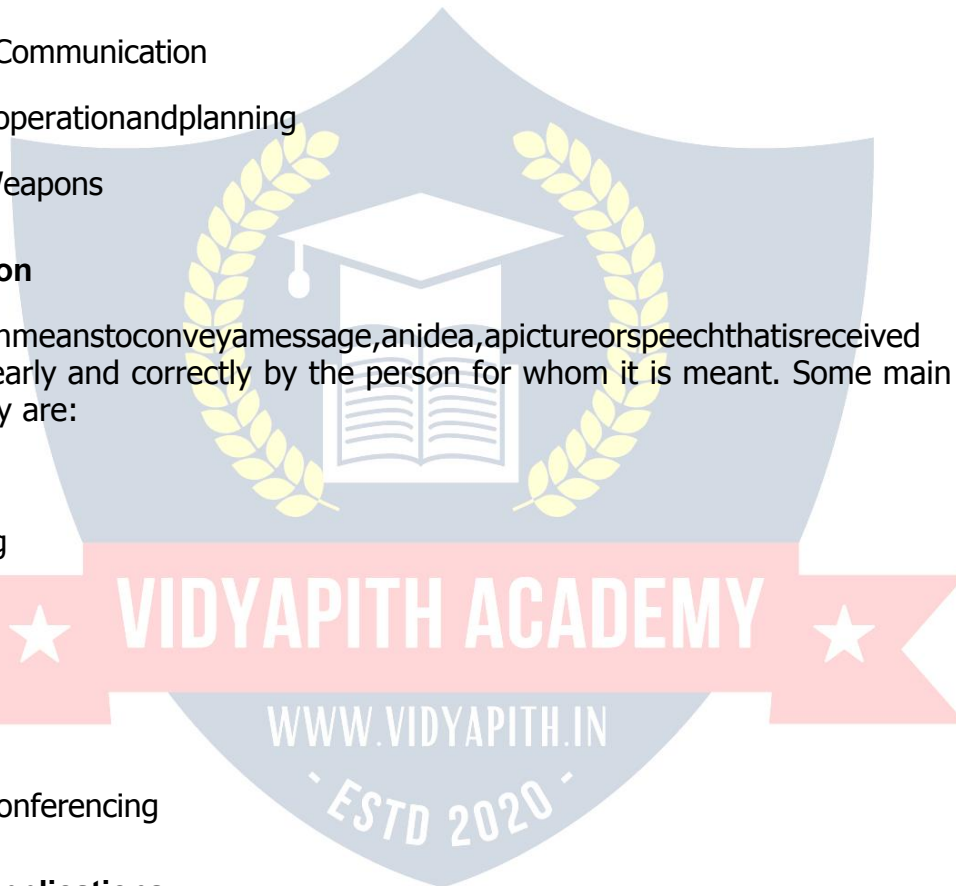 Communication
operationandplanning
Weapons
on
nmeanstoconveyamessage,anidea,apictureorspeechthatisreceived
early and correctly by the person for whom it is meant. Some main
y are:
g
VIDYAPITH ACADEMY
WWW.VIDYAPITH.IN
onferencing
- ESTD 2020 -